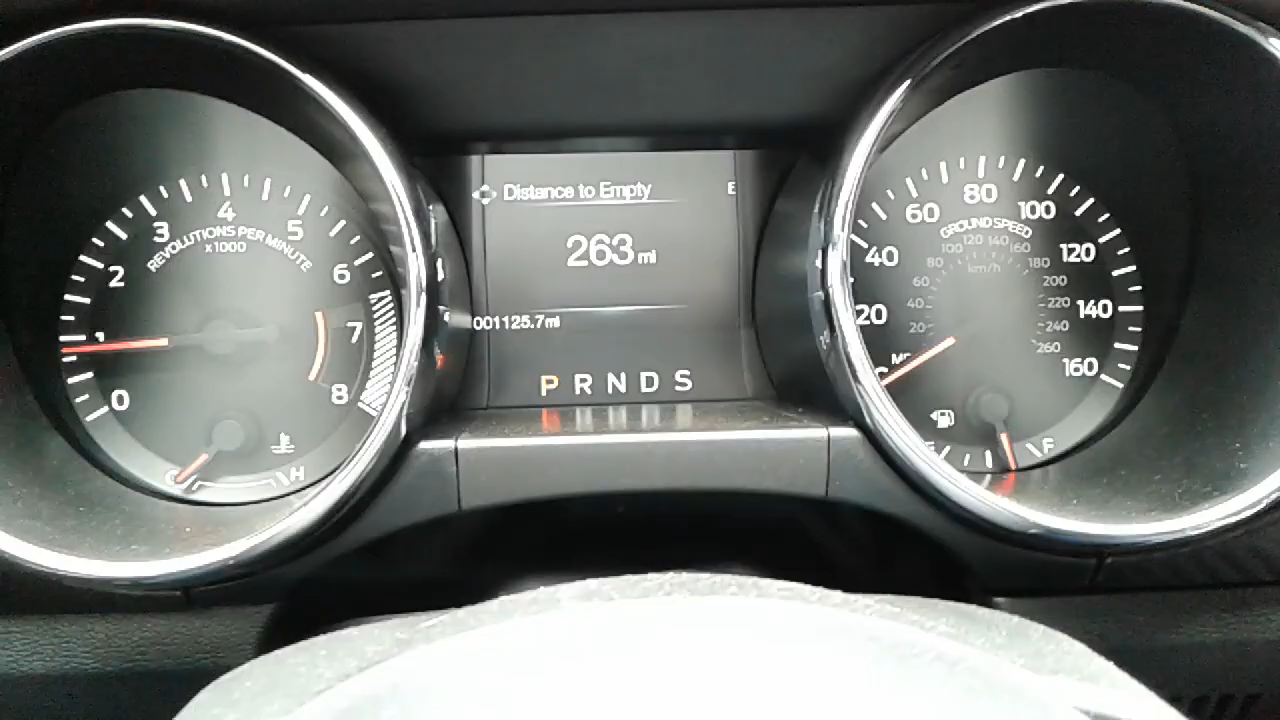 0
1
2
3
4
5
6
7
8
REVOLUTIONS PER MINUTE
x1000
C
H
Distance to Empty
E
263 mi
001125.7mi
P R N D S
20
40
60
80
100
120
140
160
GROUND SPEED
20
40
60
80
100
120
140
160
180
200
220
240
260
km/h
F